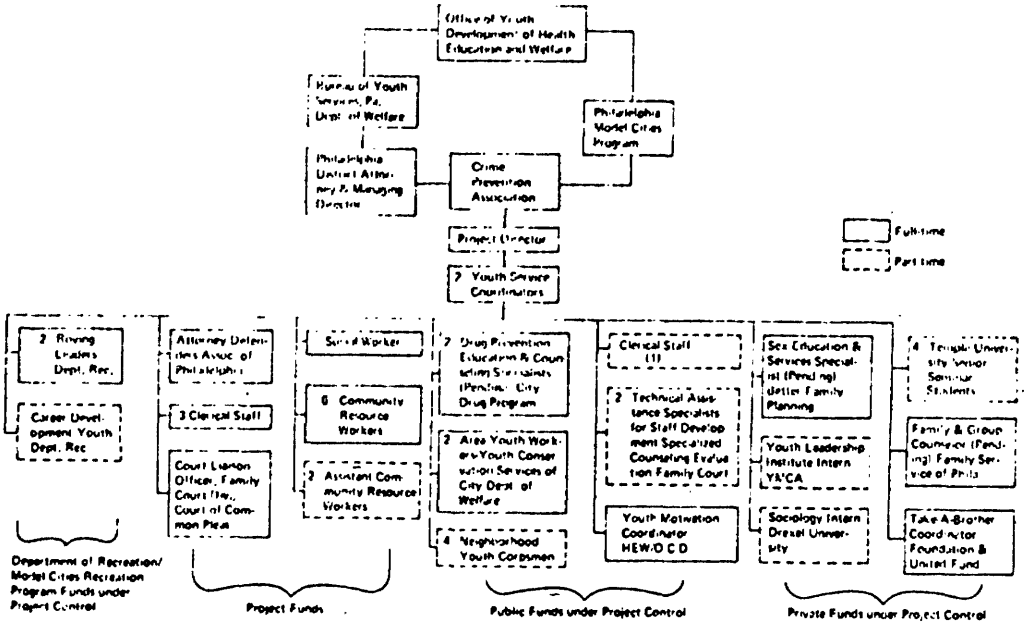 Office of Youth
Development of Health
Education and Welfare
Bureau of Youth
Services, Pa.
Dept. of Welfare
Philadelphia
Model Cities
Program
Philadelphia
District Attor-
ney & Managing
Director
Crime
Prevention
Association
Project Director
2 Youth Service
Coordinators
Full-time
Part time
2 Roving
Leaders
Dept. Rec.
Career Devel-
opment Youth
Dept. Rec
Attorney Defen-
ders Assoc. of
Philadelphia
3 Clerical Staff
Court Liaison
Officer, Family
Court Div.,
Court of Com-
mon Pleas
Social Worker
6 Community
Resource
Workers
2 Assistant Com-
munity Resource
Workers
2 Drug Prevention
Education & Coun-
seling Specialists
(Pending) City
Drug Program
2 Area Youth Work-
ers-Youth Conser-
vation Services of
City Dept. of
Welfare
4 Neighborhood
Youth Corpsmen
Clerical Staff
(1)
2 Technical Assis-
tance Specialists
for Staff Develop-
ment Specialized
Counseling Evalua-
tion Family Court
Youth Motivation
Coordinator
HEW/O C D
Sex Education &
Services Special-
ist (Pending)
Better Family
Planning
Youth Leadership
Institute Intern
YMCA
Sociology Intern
Drexel Univer-
sity
4 Temple Univer-
sity Senior
Seminar
Students
Family & Group
Counselor (Pend-
ing) Family Ser-
vice of Phila
Take A-Brother
Coordinator
Foundation &
United Fund
Department of Recreation/
Model Cities Recreation
Program Funds under
Project Control
Project Funds
Public Funds under Project Control
Private Funds under Project Control